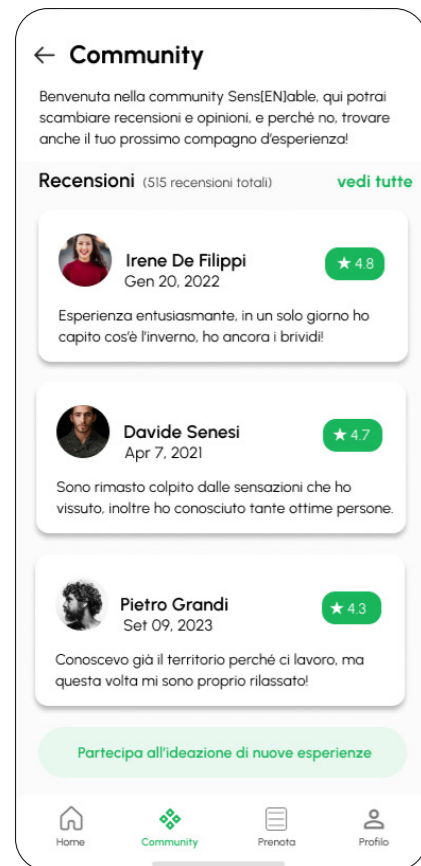 Community
Benvenuta nella community Sens[EN]able, qui potrai
scambiare recensioni e opinioni, e perché no, trovare
anche il tuo prossimo compagno d'esperienza!
Recensioni (515 recensioni totali) vedi tutte
Irene De Filippi
★ 4.8
Gen 20, 2022
Esperienza entusiasmante, in un solo giorno ho
capito cos'è l'inverno, ho ancora i brividi!
Davide Senesi
★ 4.7
Apr 7, 2021
Sono rimasto colpito dalle sensazioni che ho
vissuto, inoltre ho conosciuto tante ottime persone.
Pietro Grandi
★ 4.3
Set 09, 2023
Conoscevo già il territorio perché ci lavoro, ma
questa volta mi sono proprio rilassato!
Partecipa all'ideazione di nuove esperienze
Home Community Prenota Profilo